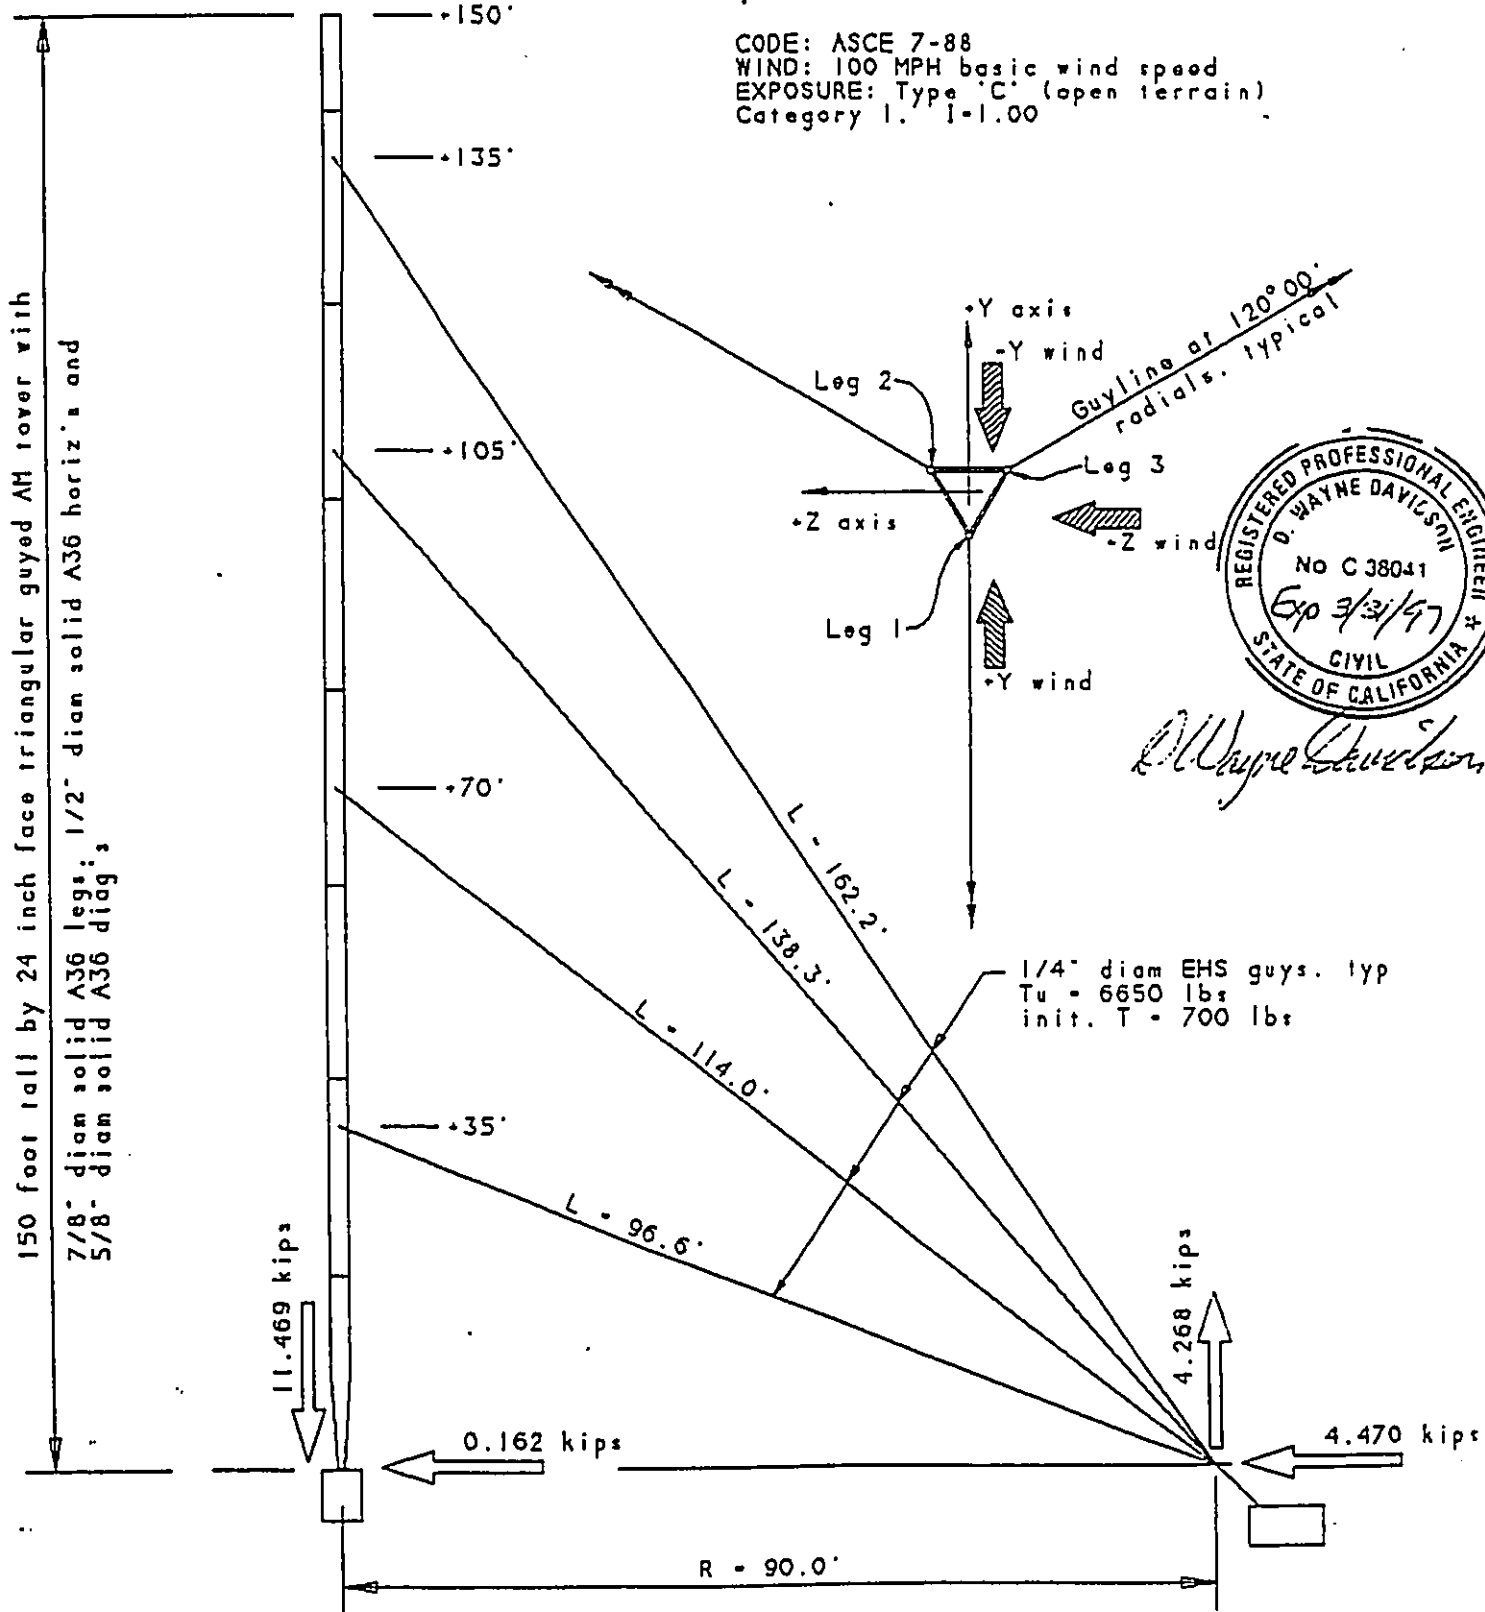 +150'
CODE: ASCE 7-88
WIND: 100 MPH basic wind speed
EXPOSURE: Type 'C' (open terrain)
Category 1. I=1.00
+135'
+105'
+70'
+35'
150 foot tall by 24 inch face triangular guyed AM tower with
7/8" diam solid A36 legs; 1/2" diam solid A36 horiz's and
5/8" diam solid A36 diag's
+Y axis
-Y wind
Guyline at 120°00'
radials, typical
Leg 2
Leg 3
+Z axis
-Z wind
Leg 1
+Y wind
REGISTERED PROFESSIONAL ENGINEER
D. WAYNE DAVIDSON
No C 38041
Exp 3/31/97
CIVIL
STATE OF CALIFORNIA
D Wayne Davidson
L = 162.2'
L = 138.3'
L = 114.0'
L = 96.6'
1/4" diam EHS guys, typ
Tu = 6650 lbs
init. T = 700 lbs
11.469 kips
4.268 kips
0.162 kips
4.470 kips
R = 90.0'